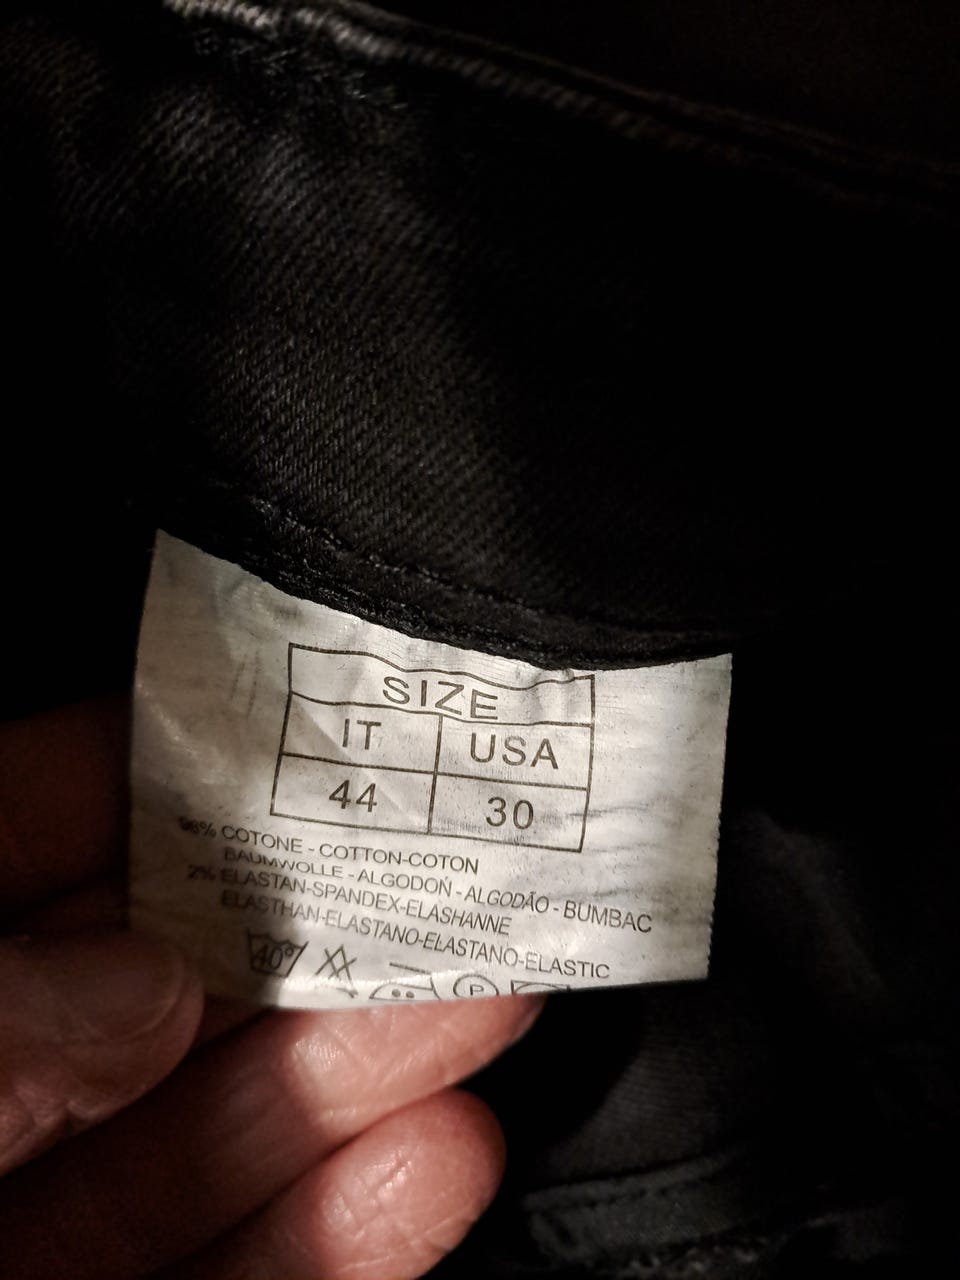 SIZE
IT USA
44 30
98% COTONE - COTTON-COTON
BAUMWOLLE - ALGODON - ALGODÃO - BUMBAC
2% ELASTAN-SPANDEX-ELASHANNE
ELASTHAN-ELASTANO-ELASTANO-ELASTIC
40° P